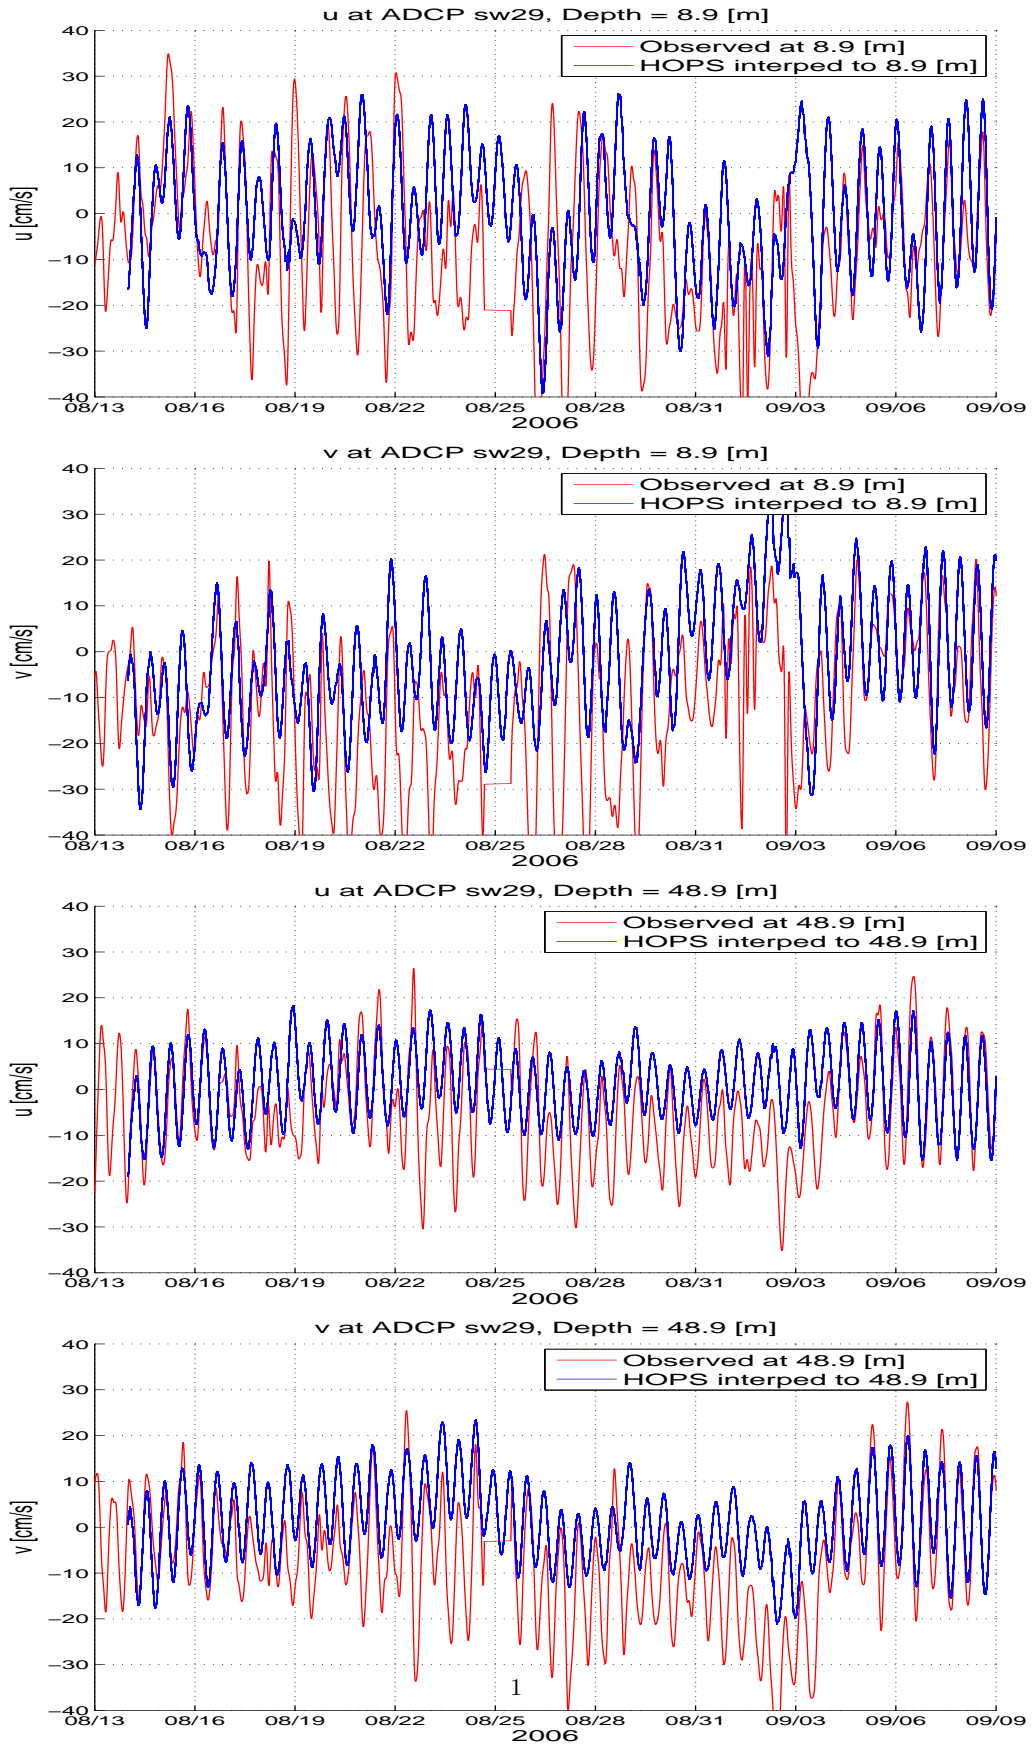 u at ADCP sw29, Depth = 8.9 [m]
40
30
20
10
0
−10
−20
−30
−40
u [cm/s]
Observed at 8.9 [m]
HOPS interped to 8.9 [m]
08/13 08/16 08/19 08/22 08/25 08/28 08/31 09/03 09/06 09/09
2006
v at ADCP sw29, Depth = 8.9 [m]
40
30
20
10
0
−10
−20
−30
−40
v [cm/s]
Observed at 8.9 [m]
HOPS interped to 8.9 [m]
08/13 08/16 08/19 08/22 08/25 08/28 08/31 09/03 09/06 09/09
2006
u at ADCP sw29, Depth = 48.9 [m]
40
30
20
10
0
−10
−20
−30
−40
u [cm/s]
Observed at 48.9 [m]
HOPS interped to 48.9 [m]
08/13 08/16 08/19 08/22 08/25 08/28 08/31 09/03 09/06 09/09
2006
v at ADCP sw29, Depth = 48.9 [m]
40
30
20
10
0
−10
−20
−30
−40
v [cm/s]
Observed at 48.9 [m]
HOPS interped to 48.9 [m]
1
08/13 08/16 08/19 08/22 08/25 08/28 08/31 09/03 09/06 09/09
2006